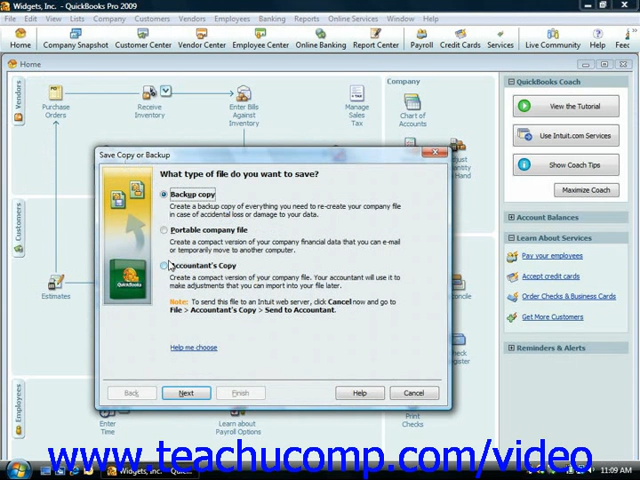 Widgets, Inc. - QuickBooks Pro 2009
File Edit View Lists Company Customers Vendors Employees Banking Reports Online Services Window Help
Home Company Snapshot Customer Center Vendor Center Employee Center Online Banking Report Center Payroll Credit Cards Services Live Community Help Feec
Home
Vendors
Purchase Orders
Receive Inventory
Enter Bills Against Inventory
Manage Sales Tax
Company
Chart of Accounts
QuickBooks Coach
View the Tutorial
Use Intuit.com Services
Show Coach Tips
Maximize Coach
Save Copy or Backup
What type of file do you want to save?
Backup copy
Create a backup copy of everything you need to re-create your company file
in case of accidental loss or damage to your data.
Portable company file
Create a compact version of your company financial data that you can e-mail
or temporarily move to another computer.
Accountant's Copy
Create a compact version of your company file. Your accountant will use it to
make adjustments that you can import into your file later.
Note: To send this file to an Intuit web server, click Cancel now and go to
File > Accountant's Copy > Send to Accountant.
Help me choose
Back Next Finish Help Cancel
QuickBooks
Customers
Estimates
Account Balances
Learn About Services
Pay your employees
Accept credit cards
Order Checks & Business Cards
Get More Customers
Reminders & Alerts
Employees
Enter Time
Learn about Payroll Options
Print Checks
www.teachucomp.com/video
Widgets, Inc. - Quic...
11:09 AM